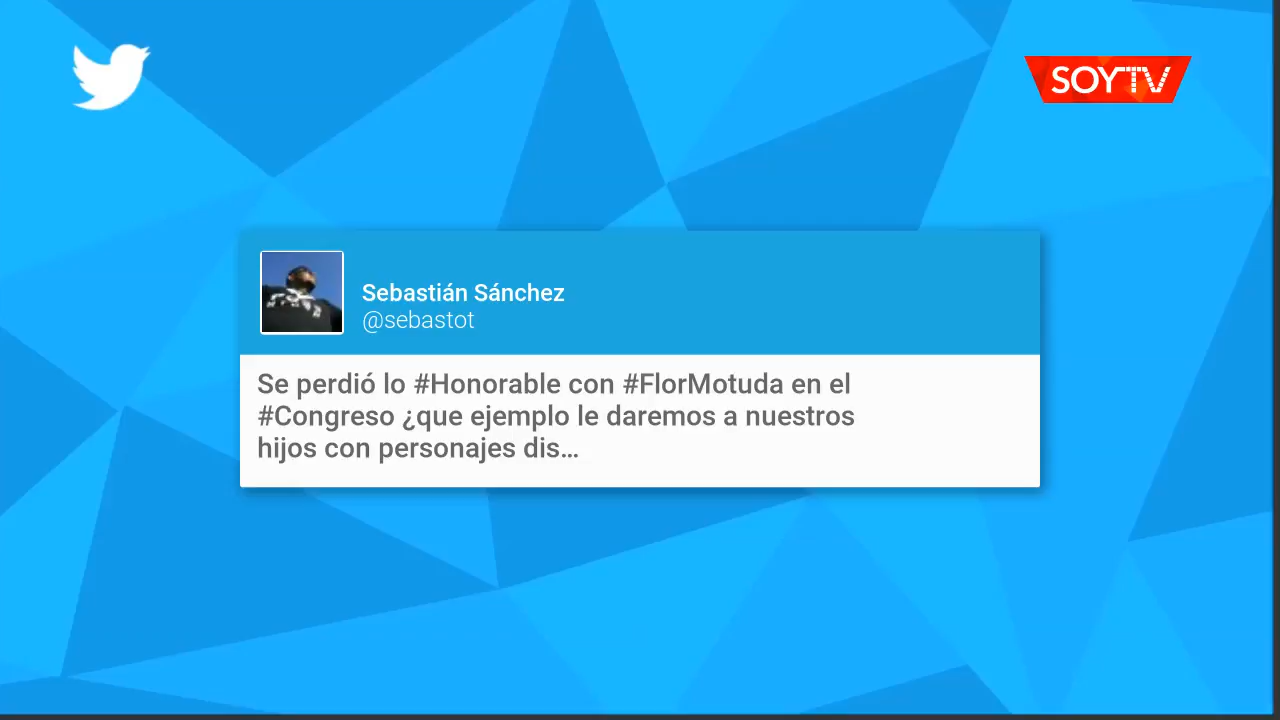 SOYTV
Sebastián Sánchez
@sebastot
Se perdió lo #Honorable con #FlorMotuda en el
#Congreso ¿que ejemplo le daremos a nuestros
hijos con personajes dis...